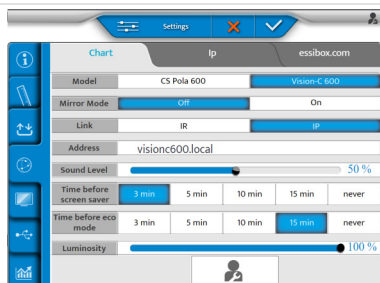 Settings
Chart Ip essibox.com
Model CS Pola 600 Vision-C 600
Mirror Mode Off On
Link IR IP
Address visionc600.local
Sound Level 50 %
Time before screen saver 3 min 5 min 10 min 15 min never
Time before eco mode 3 min 5 min 10 min 15 min never
Luminosity 100 %